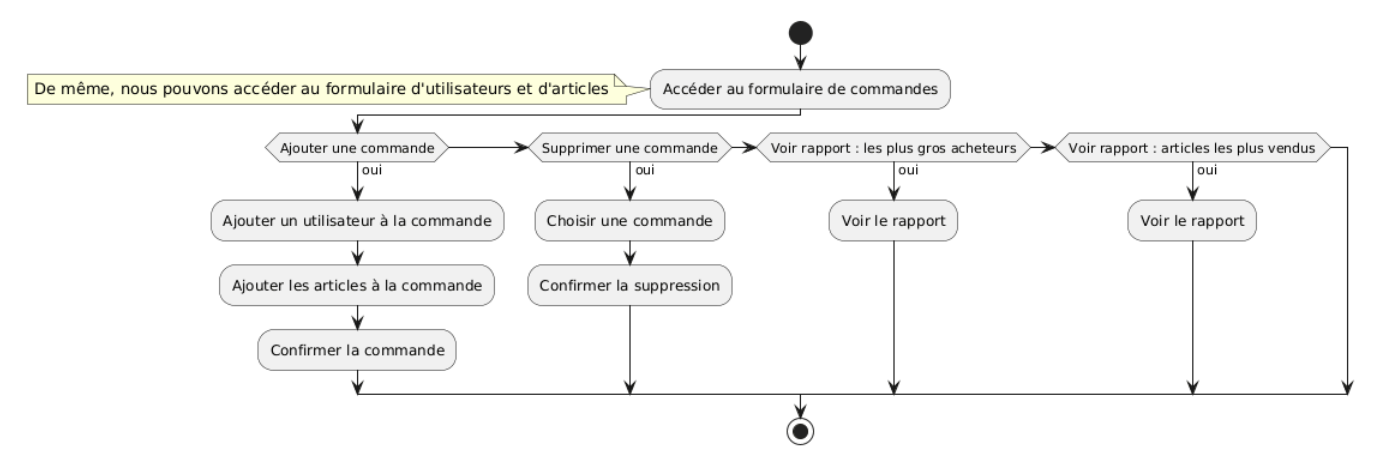 De même, nous pouvons accéder au formulaire d'utilisateurs et d'articles
Accéder au formulaire de commandes
Ajouter une commande
Supprimer une commande
Voir rapport : les plus gros acheteurs
Voir rapport : articles les plus vendus
oui
oui
oui
oui
Ajouter un utilisateur à la commande
Choisir une commande
Voir le rapport
Voir le rapport
Ajouter les articles à la commande
Confirmer la suppression
Confirmer la commande